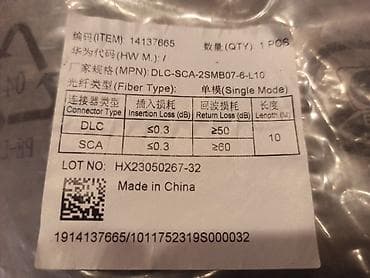 编码(ITEM): 14137665 数量(QTY): 1 PCS
华为代码(HW M.): /
厂家规格(MPN): DLC-SCA-2SMB07-6-L10
光纤类型(Fiber Type): 单模(Single Mode)
连接器类型 插入损耗 回波损耗 长度
Connector Type Insertion Loss (dB) Return Loss (dB) Length (M)
DLC ≤0.3 ≥50
10
SCA ≤0.3 ≥60
LOT NO: HX23050267-32
Made in China
1914137665/1011752319S000032